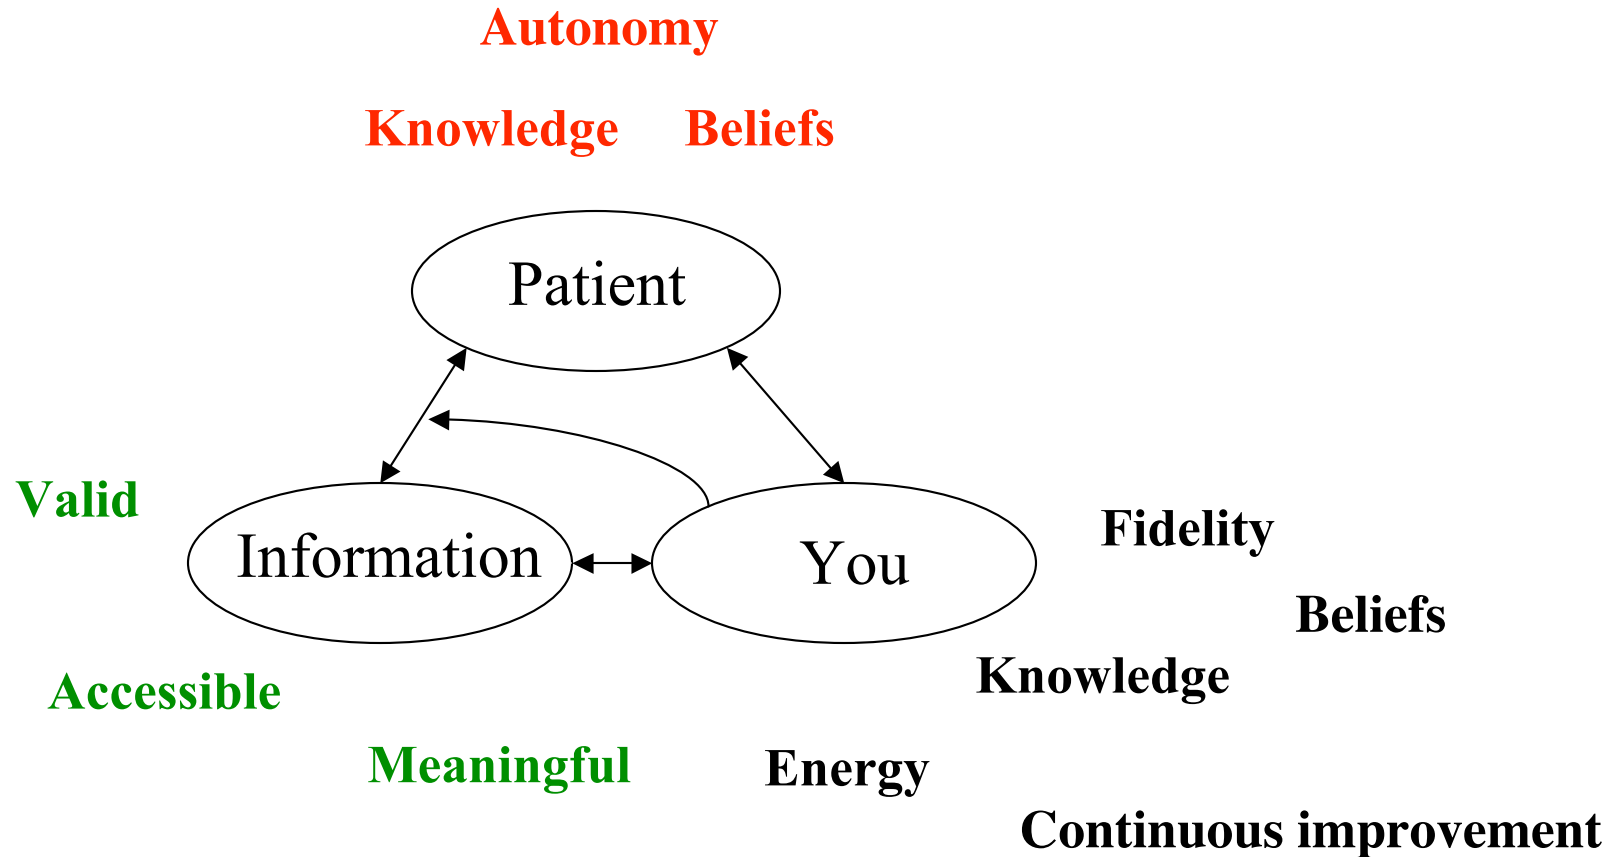 Autonomy
Knowledge Beliefs
Patient
Valid
Information
You
Fidelity
Beliefs
Knowledge
Accessible
Meaningful
Energy
Continuous improvement